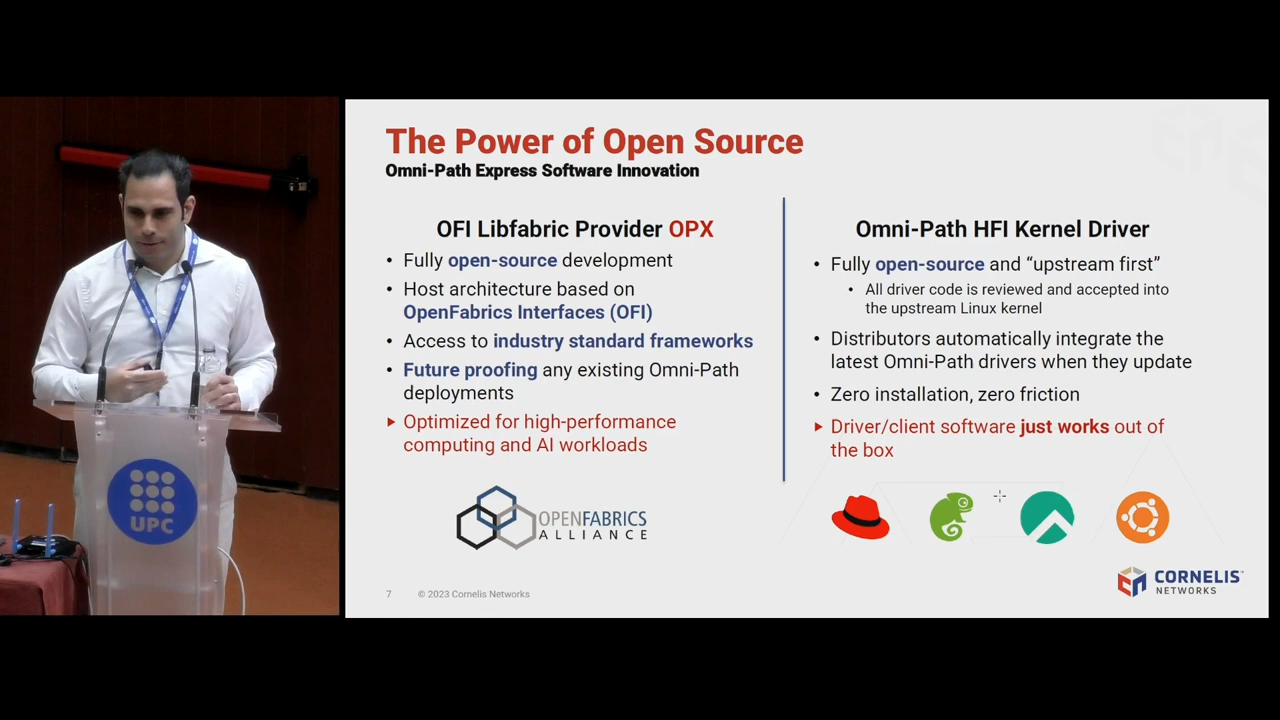 The Power of Open Source
Omni-Path Express Software Innovation
OFI Libfabric Provider OPX
• Fully open-source development
• Host architecture based on
OpenFabrics Interfaces (OFI)
• Access to industry standard frameworks
• Future proofing any existing Omni-Path
deployments
Optimized for high-performance
computing and AI workloads
OPENFABRICS
ALLIANCE
Omni-Path HFI Kernel Driver
• Fully open-source and “upstream first”
• All driver code is reviewed and accepted into
the upstream Linux kernel
• Distributors automatically integrate the
latest Omni-Path drivers when they update
• Zero installation, zero friction
Driver/client software just works out of
the box
CORNELIS
NETWORKS
7 © 2023 Cornelis Networks
UPC